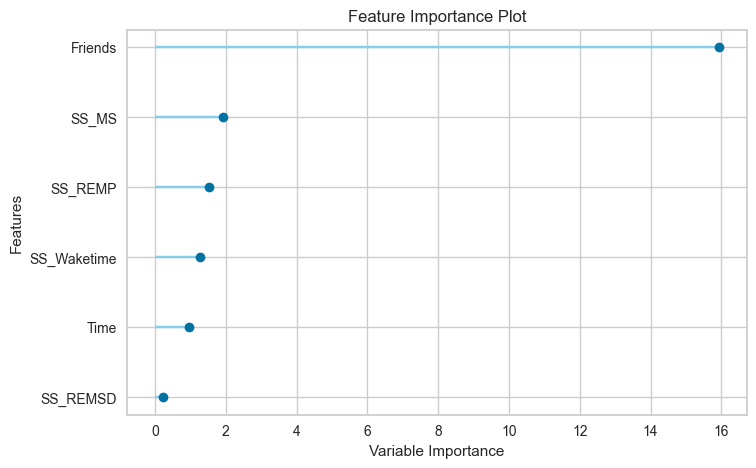 Feature Importance Plot
Friends
SS_MS
SS_REMP
SS_Waketime
Time
SS_REMSD
Features
0 2 4 6 8 10 12 14 16
Variable Importance